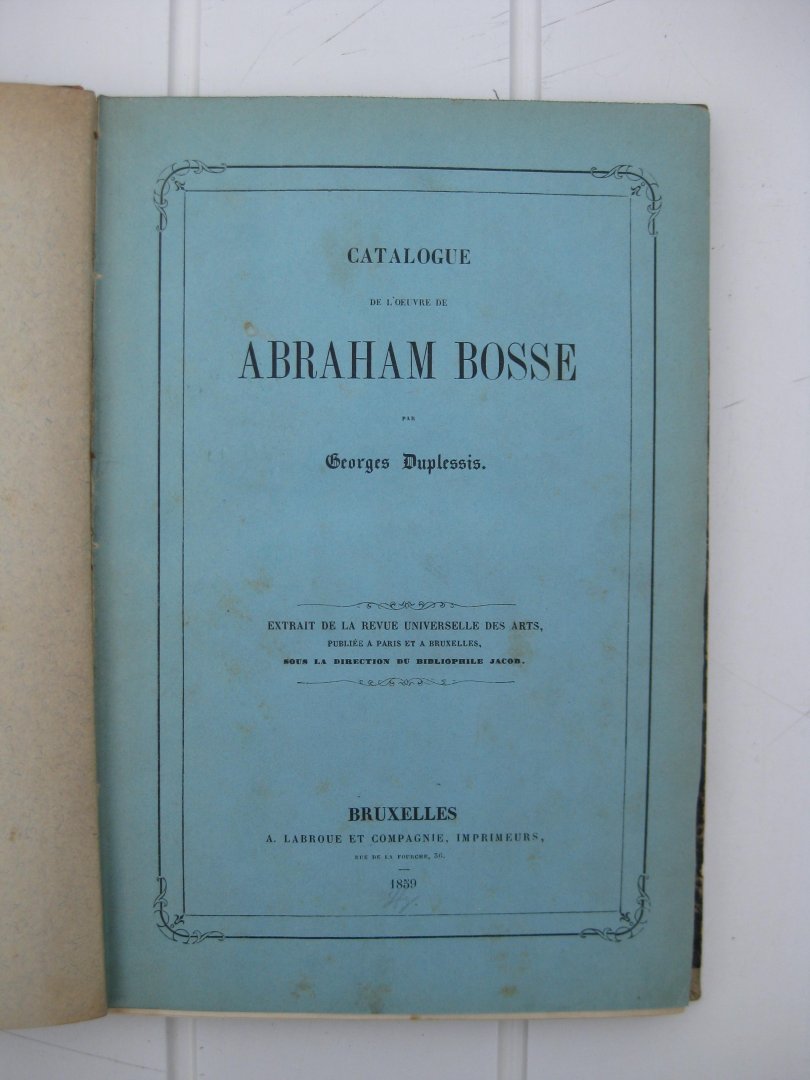 CATALOGUE
DE L'OEUVRE DE
ABRAHAM BOSSE
PAR
Georges Duplessis.
EXTRAIT DE LA REVUE UNIVERSELLE DES ARTS,
PUBLIÉE A PARIS ET A BRUXELLES,
SOUS LA DIRECTION DU BIBLIOPHILE JACOB.
BRUXELLES
A. LABROUE ET COMPAGNIE, IMPRIMEURS,
RUE DE LA FOURCHE, 36.
1859